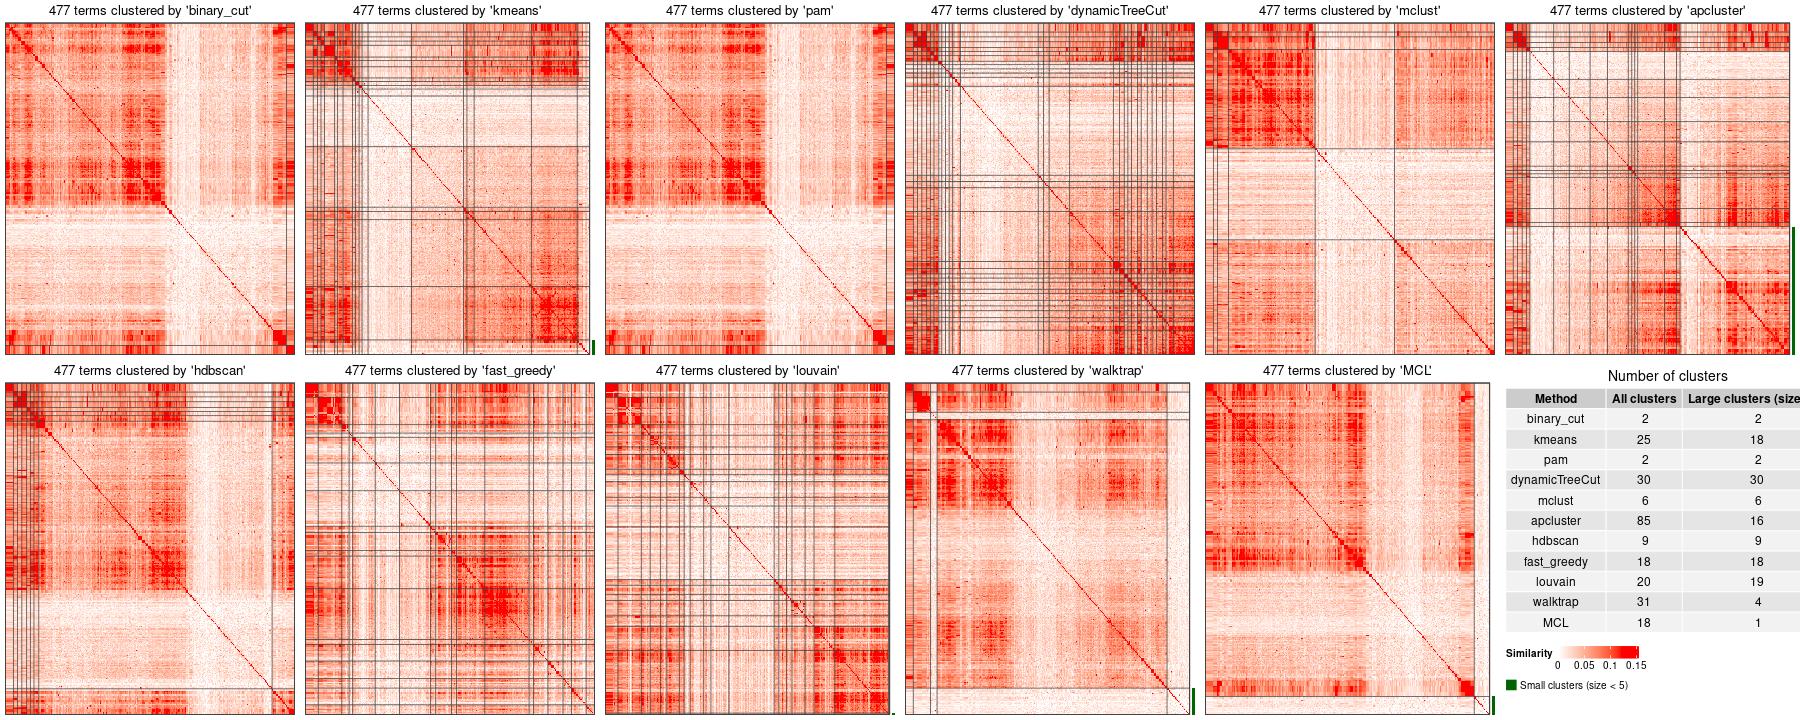 477 terms clustered by 'binary_cut'
477 terms clustered by 'kmeans'
477 terms clustered by 'pam'
477 terms clustered by 'dynamicTreeCut'
477 terms clustered by 'mclust'
477 terms clustered by 'apcluster'
477 terms clustered by 'hdbscan'
477 terms clustered by 'fast_greedy'
477 terms clustered by 'louvain'
477 terms clustered by 'walktrap'
477 terms clustered by 'MCL'
Number of clusters
Method All clusters Large clusters (size
binary_cut 2 2
kmeans 25 18
pam 2 2
dynamicTreeCut 30 30
mclust 6 6
apcluster 85 16
hdbscan 9 9
fast_greedy 18 18
louvain 20 19
walktrap 31 4
MCL 18 1
Similarity
0 0.05 0.1 0.15
Small clusters (size < 5)